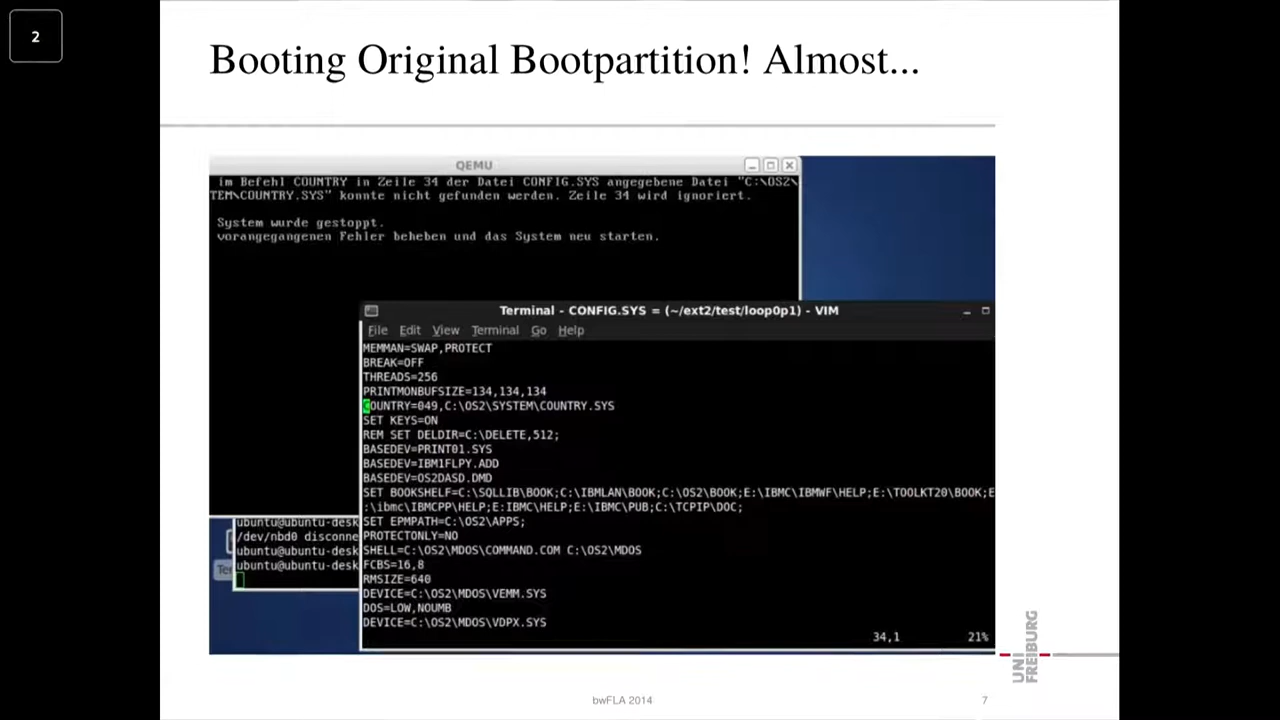 2
Booting Original Bootpartition! Almost...
QEMU
im Befehl COUNTRY in Zeile 34 der Datei CONFIG.SYS angegebene Datei "C:\OS2\
TEM\COUNTRY.SYS" konnte nicht gefunden werden. Zeile 34 wird ignoriert.
System wurde gestoppt.
vorangegangenen Fehler beheben und das System neu starten.
Terminal - CONFIG.SYS = (~/ext2/test/loop0p1) - VIM
File Edit View Terminal Go Help
MEMMAN=SWAP,PROTECT
BREAK=OFF
THREADS=256
PRINTMONBUFSIZE=134,134,134
COUNTRY=049,C:\OS2\SYSTEM\COUNTRY.SYS
SET KEYS=ON
REM SET DELDIR=C:\DELETE,512;
BASEDEV=PRINT01.SYS
BASEDEV=IBM1FLPY.ADD
BASEDEV=OS2DASD.DMD
SET BOOKSHELF=C:\SQLLIB\BOOK;C:\IBMLAN\BOOK;C:\OS2\BOOK;E:\IBMC\IBMWF\HELP;E:\TOOLKT20\BOOK;E
:\ibmc\IBMCPP\HELP;E:IBMC\HELP;E:\IBMC\PUB;C:\TCPIP\DOC;
SET EPMPATH=C:\OS2\APPS;
PROTECTONLY=NO
SHELL=C:\OS2\MDOS\COMMAND.COM C:\OS2\MDOS
FCBS=16,8
RMSIZE=640
DEVICE=C:\OS2\MDOS\VEMM.SYS
DOS=LOW,NOUMB
DEVICE=C:\OS2\MDOS\VDPX.SYS
34,1 21%
ubuntu@ubuntu-desk
/dev/nbd0 disconne
ubuntu@ubuntu-desk
ubuntu@ubuntu-desk
Te
UNI
FREIBURG
bwFLA 2014
7